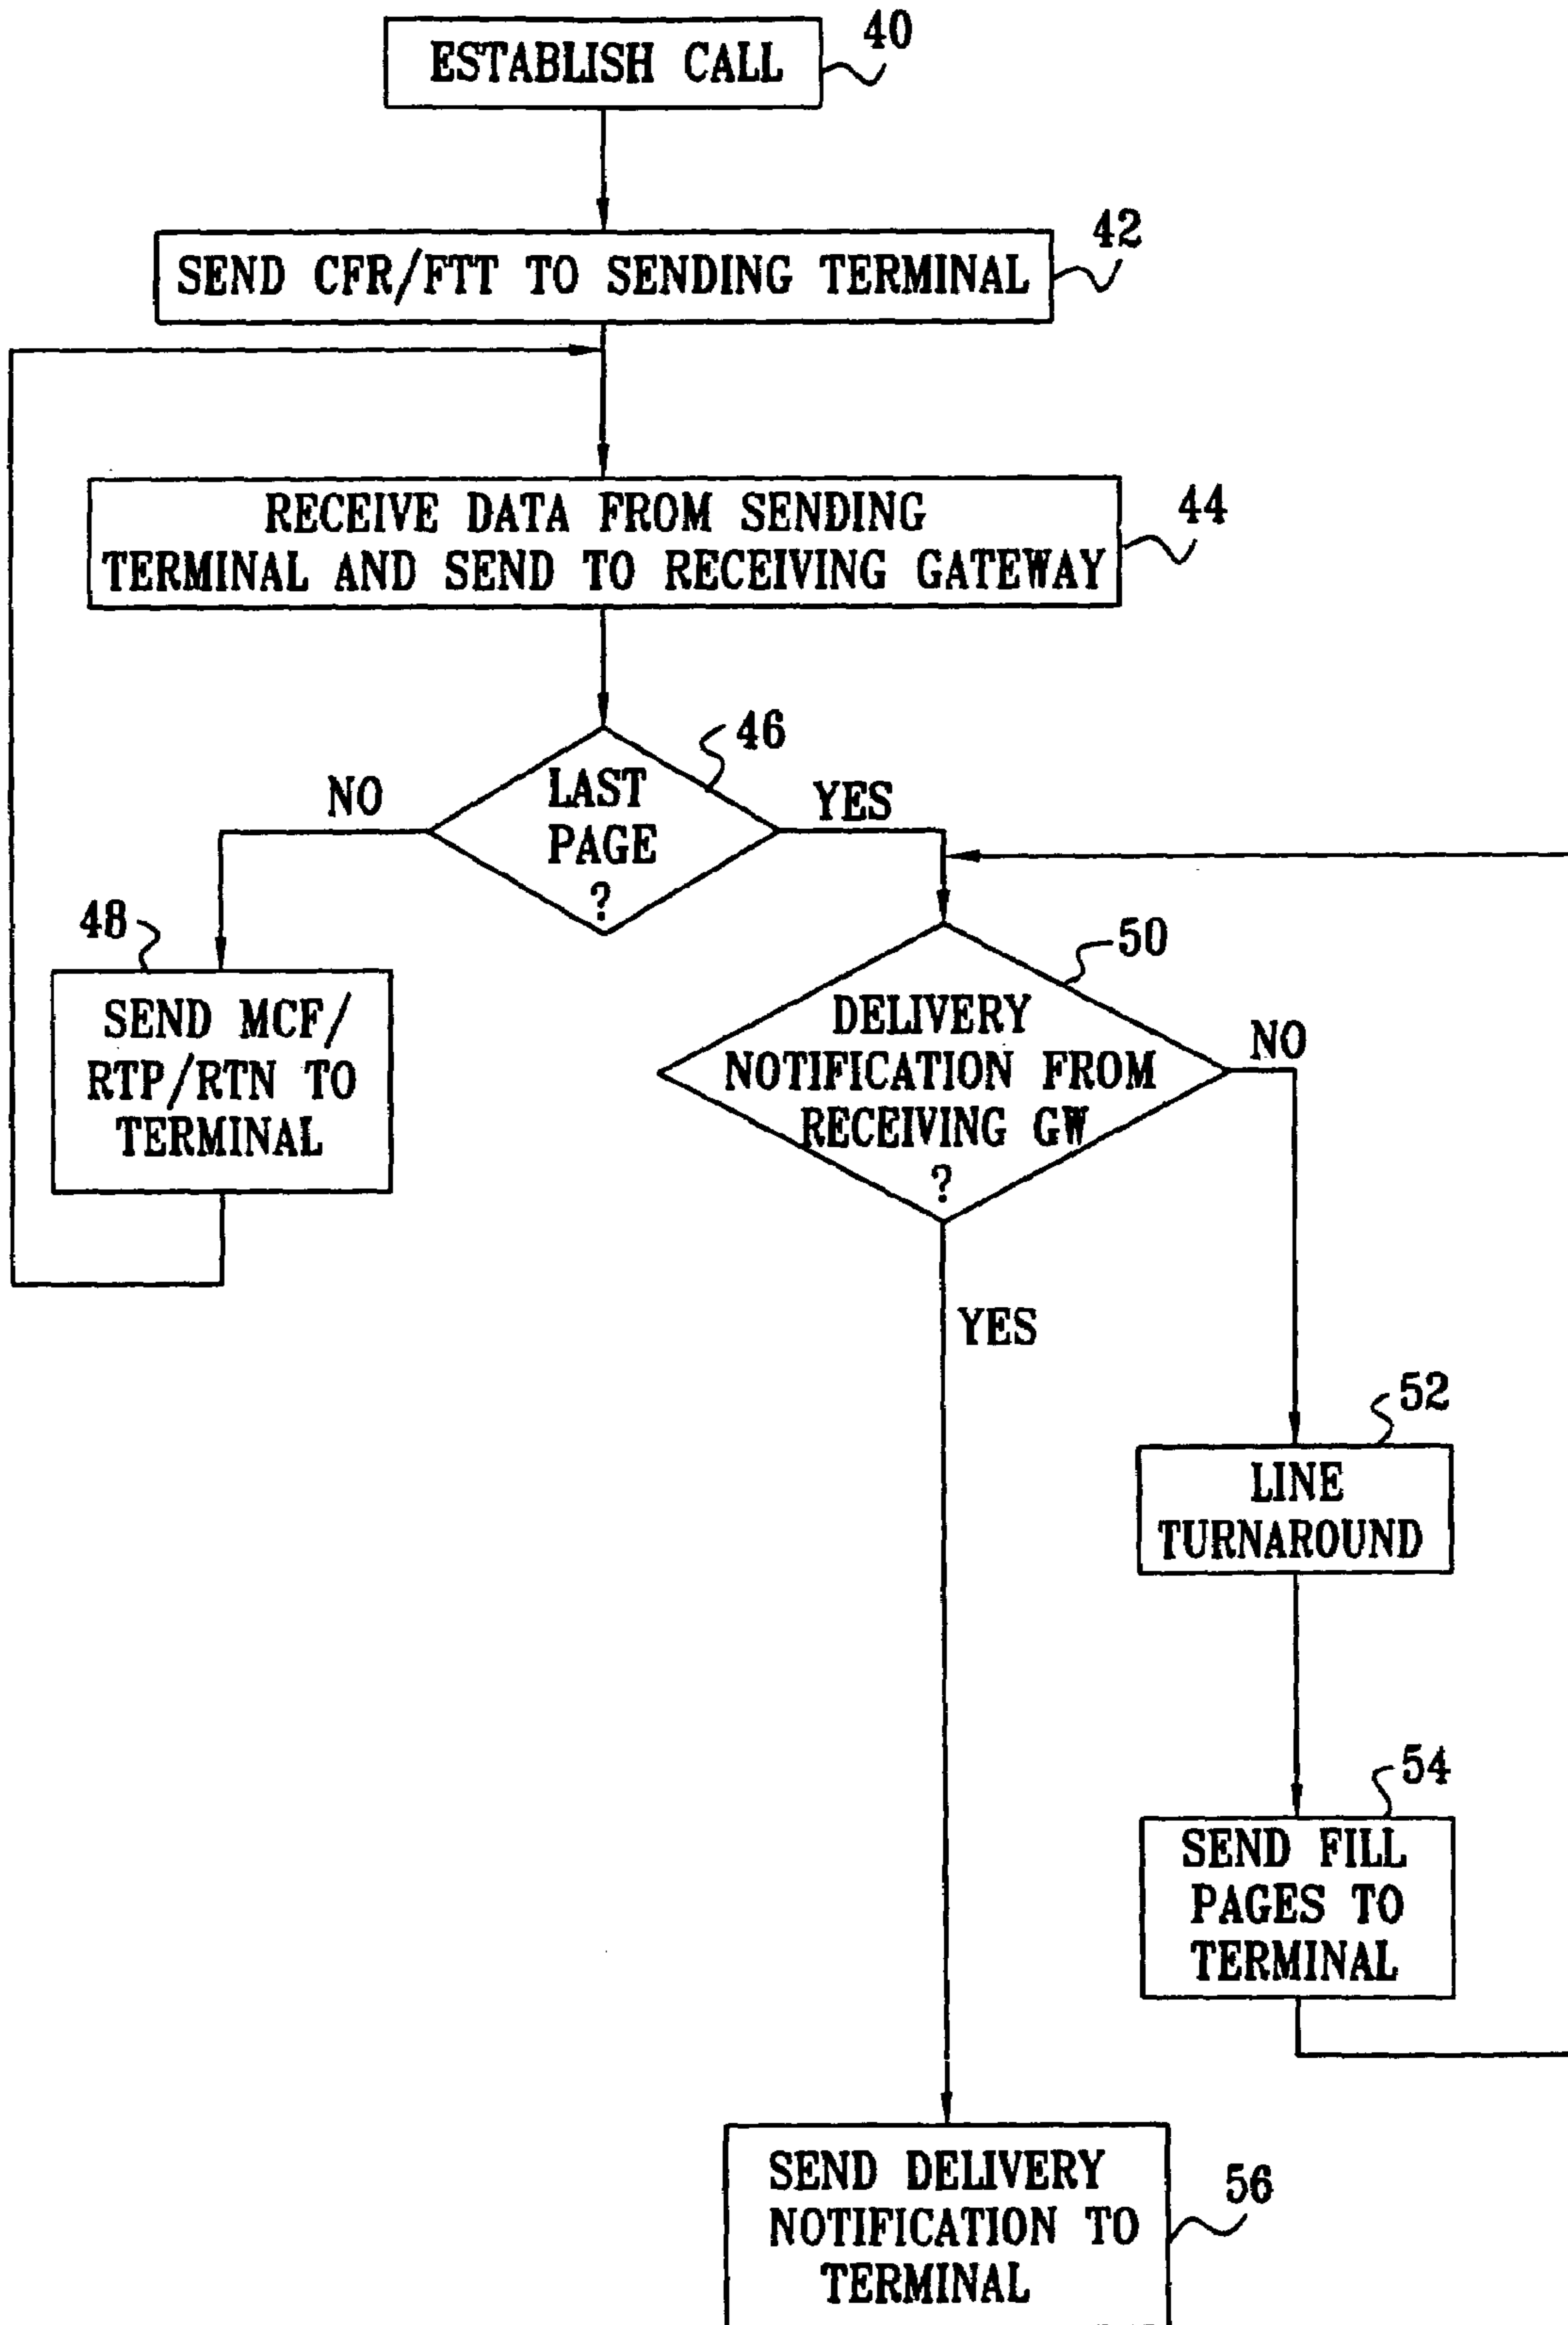 ESTABLISH CALL
40
SEND CFR/FTT TO SENDING TERMINAL
42
RECEIVE DATA FROM SENDING
TERMINAL AND SEND TO RECEIVING GATEWAY
44
LAST
PAGE
?
46
NO
YES
48
SEND MCF/
RTP/RTN TO
TERMINAL
50
DELIVERY
NOTIFICATION FROM
RECEIVING GW
?
NO
YES
52
LINE
TURNAROUND
54
SEND FILL
PAGES TO
TERMINAL
SEND DELIVERY
NOTIFICATION TO
TERMINAL
56